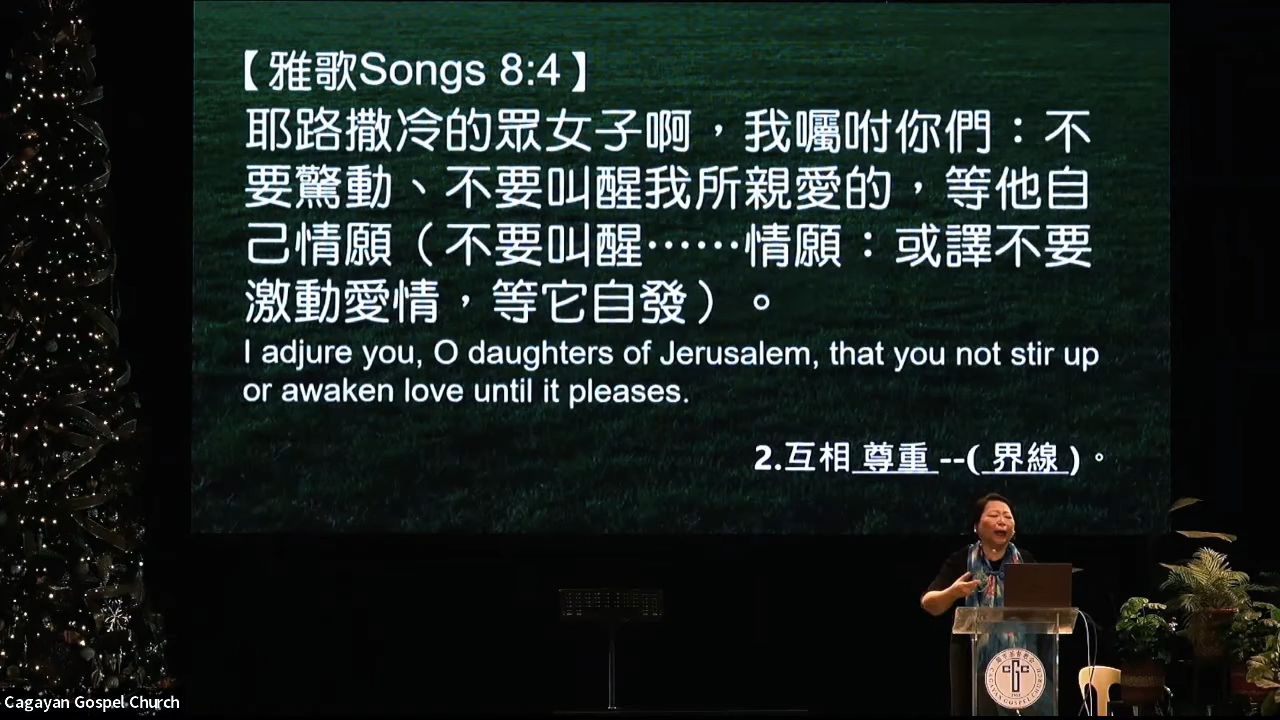 【雅歌Songs 8:4】
耶路撒冷的眾女子啊，我囑咐你們：不
要驚動、不要叫醒我所親愛的，等他自
己情願（不要叫醒……情願：或譯不要
激動愛情，等它自發）。
I adjure you, O daughters of Jerusalem, that you not stir up
or awaken love until it pleases.
2.互相 尊重 --( 界線 )。
CGC
CAGAYAN GOSPEL CHURCH
Cagayan Gospel Church